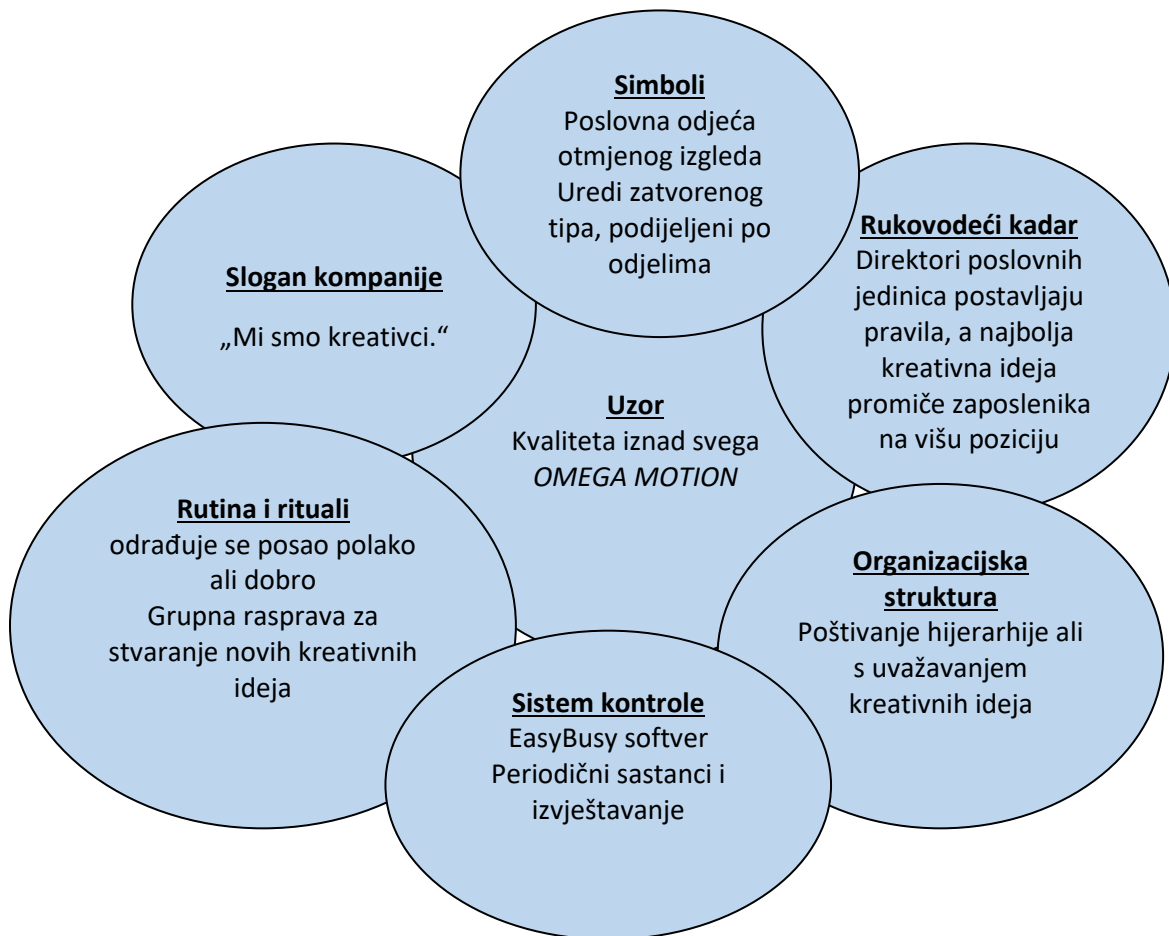 Simboli
Poslovna odjeća
otmjenog izgleda
Uredi zatvorenog
tipa, podijeljeni po
odjelima
Slogan kompanije
„Mi smo kreativci.“
Rukovodeći kadar
Direktori poslovnih
jedinica postavljaju
pravila, a najbolja
kreativna ideja
promiče zaposlenika
na višu poziciju
Uzor
Kvaliteta iznad svega
OMEGA MOTION
Rutina i rituali
odrađuje se posao polako
ali dobro
Grupna rasprava za
stvaranje novih kreativnih
ideja
Organizacijska
struktura
Poštivanje hijerarhije ali
s uvažavanjem
kreativnih ideja
Sistem kontrole
EasyBusy softver
Periodični sastanci i
izvještavanje